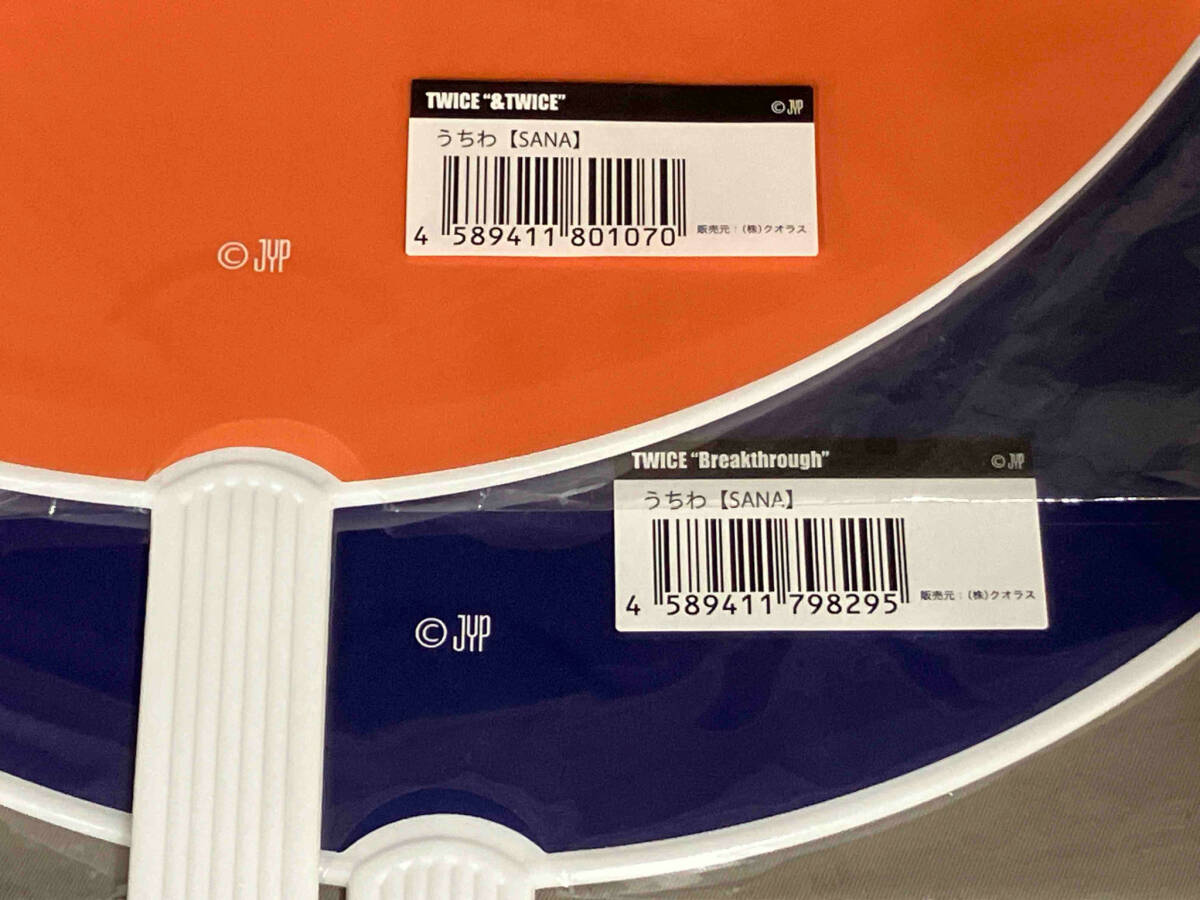 TWICE “&TWICE”
© JYP
うちわ【SANA】
4 589411 801070
販売元：(株)クオラス
© JYP
TWICE “Breakthrough”
© JYP
うちわ【SANA】
4 589411 798295
販売元：(株)クオラス
© JYP